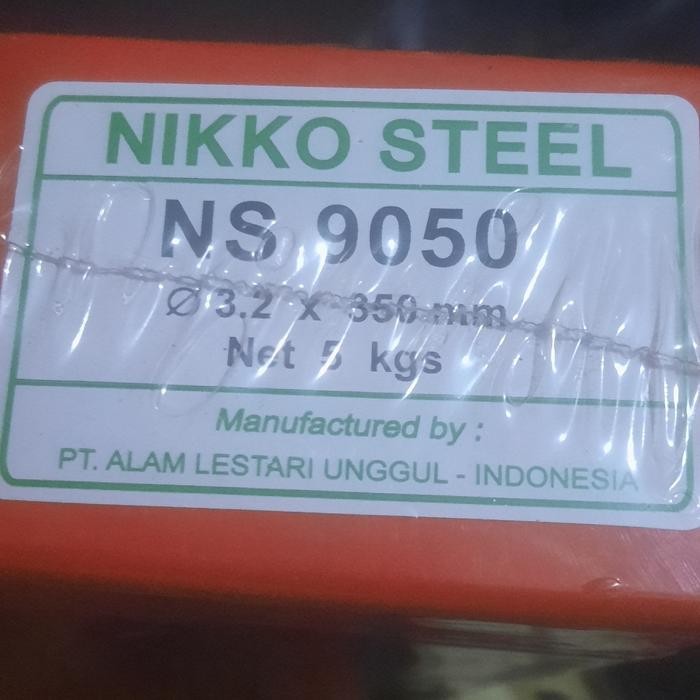 NIKKO STEEL
NS 9050
Ø 3.2 x 350 mm
Net 5 kgs
Manufactured by :
PT. ALAM LESTARI UNGGUL - INDONESIA